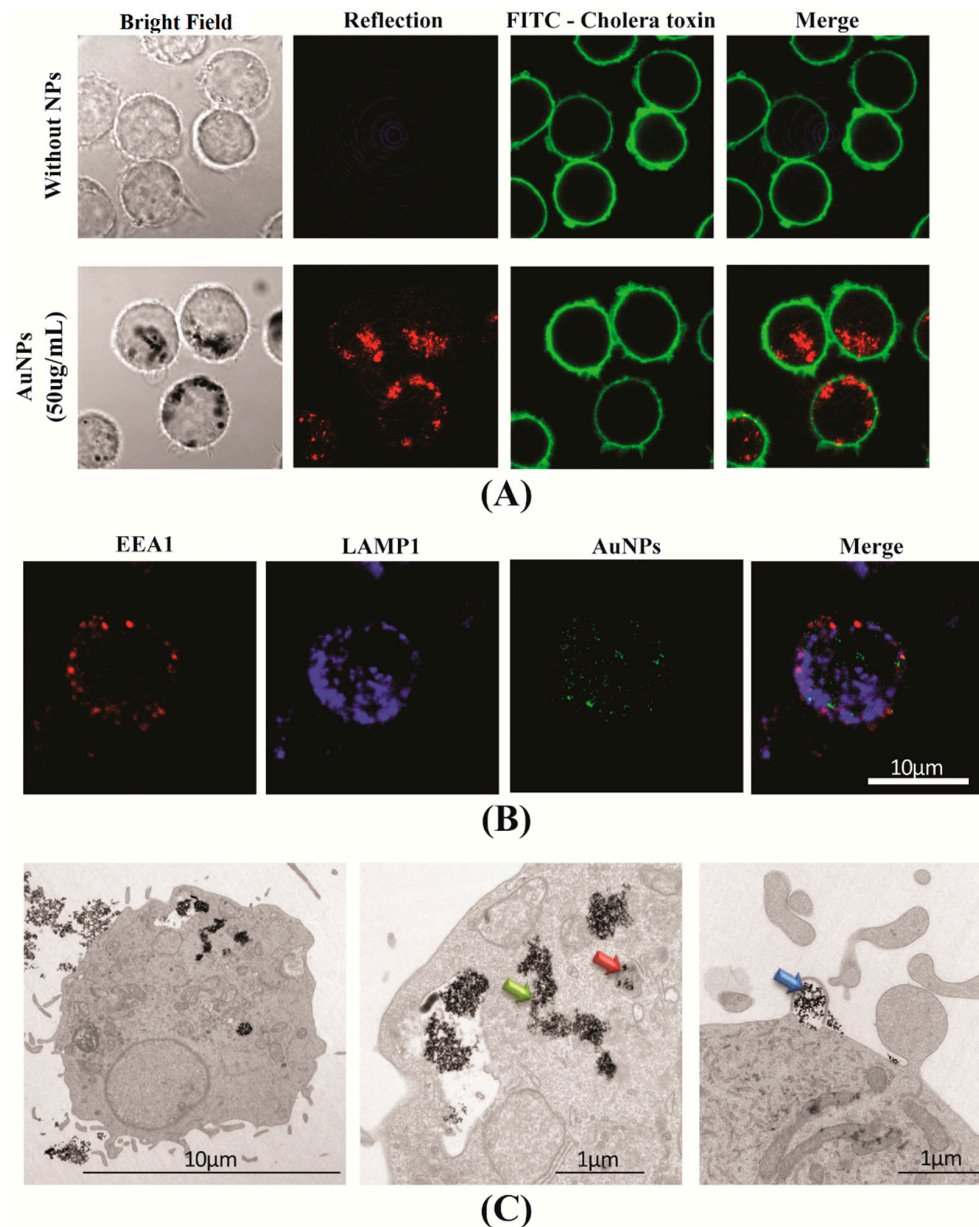 Bright Field Reflection FITC - Cholera toxin Merge
Without NPs
AuNPs
(50ug/mL)
(A)
EEA1 LAMP1 AuNPs Merge
10μm
(B)
10μm 1μm 1μm
(C)